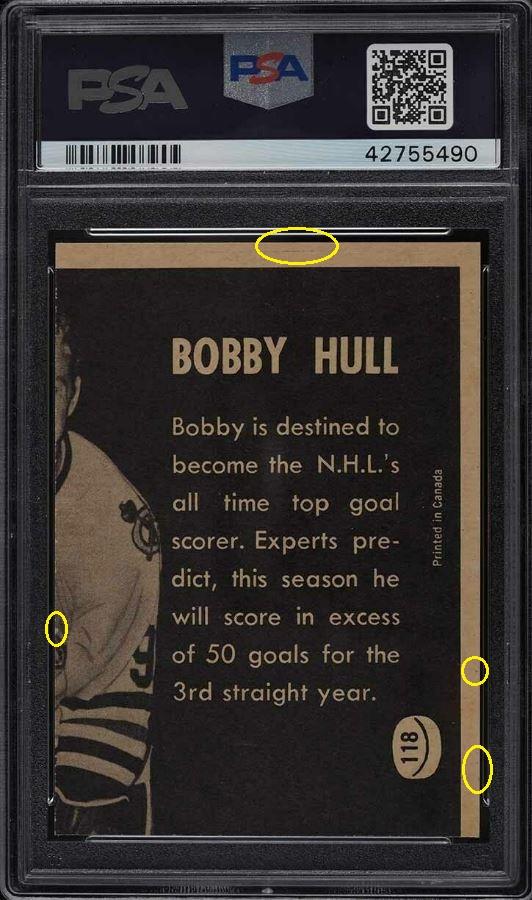 PSA
PSA
42755490
BOBBY HULL
Bobby is destined to
become the N.H.L.'s
all time top goal
scorer. Experts pre-
dict, this season he
will score in excess
of 50 goals for the
3rd straight year.
Printed in Canada
118
9